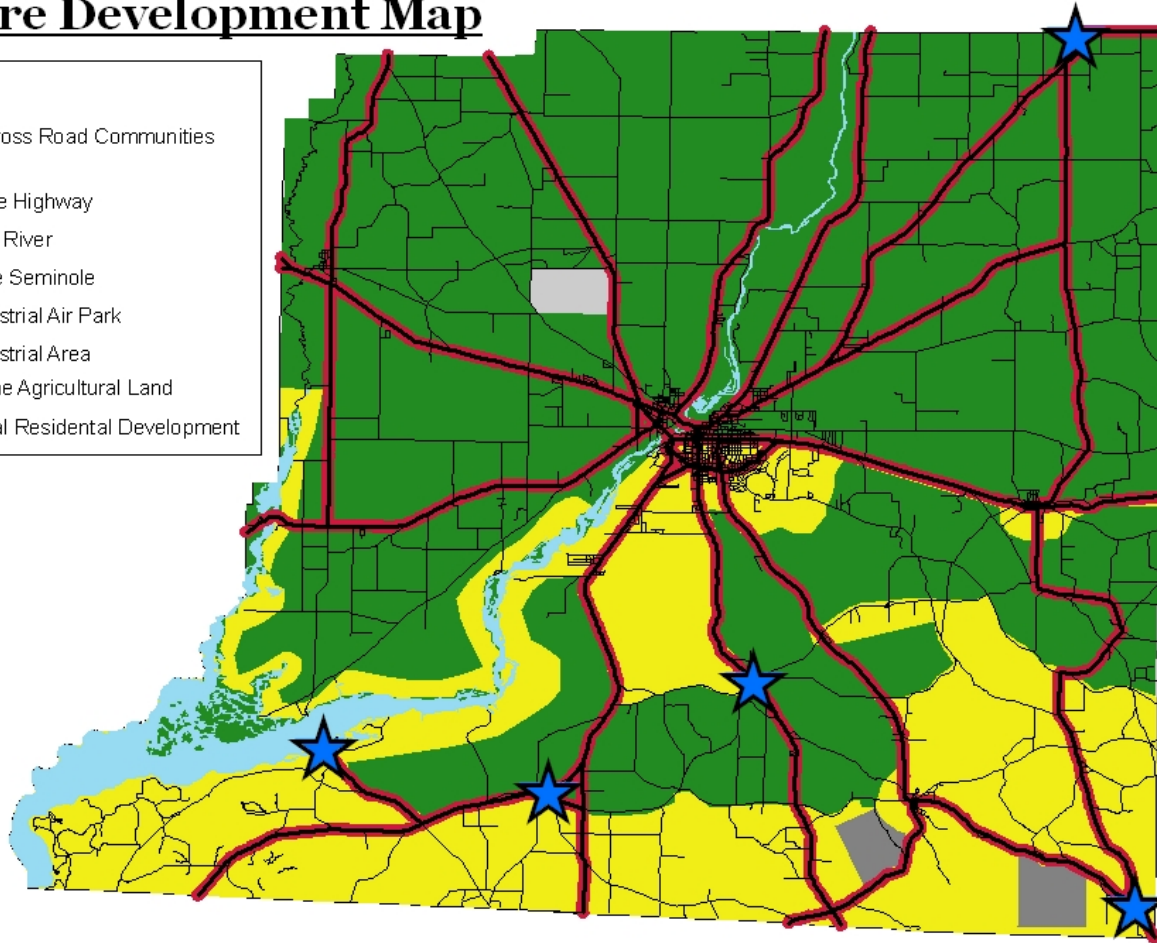 re Development Map
oss Road Communities
e Highway
River
e Seminole
strial Air Park
strial Area
e Agricultural Land
al Residental Development